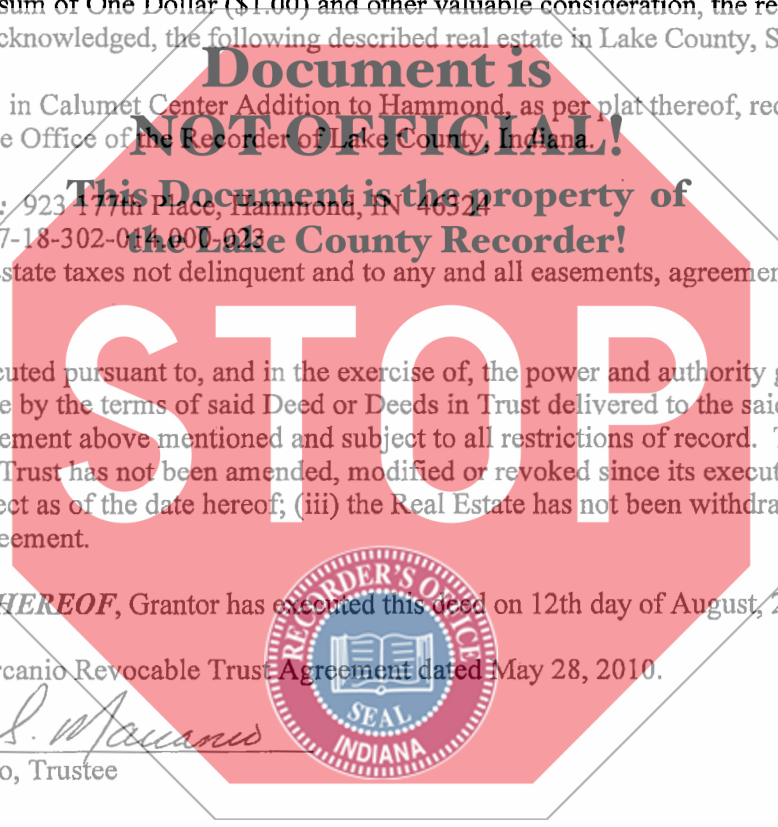 sum of One Dollar ($1.00) and other valuable consideration, the re
cknowledged, the following described real estate in Lake County, S
Document is
in Calumet Center Addition to Hammond, as per plat thereof, rec
NOT OFFICIAL!
e Office of the Recorder of Lake County, Indiana.
This Document is the property of
: 923 177th Place, Hammond, IN 46324
7-18-302-014.000-023
the Lake County Recorder!
state taxes not delinquent and to any and all easements, agreemen
STOP
cuted pursuant to, and in the exercise of, the power and authority g
e by the terms of said Deed or Deeds in Trust delivered to the said
ement above mentioned and subject to all restrictions of record. T
Trust has not been amended, modified or revoked since its execut
ect as of the date hereof; (iii) the Real Estate has not been withdra
eement.
HEREOF, Grantor has executed this deed on 12th day of August, 2
RECORDER'S OFFICE
rcanio Revocable Trust Agreement dated May 28, 2010.
SEAL
INDIANA
S. Marcanio
o, Trustee